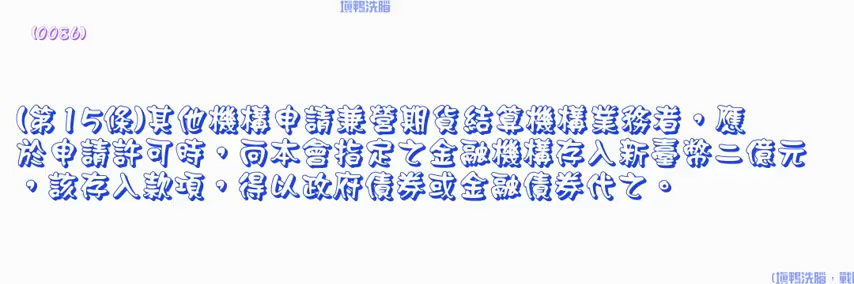 填鴨洗腦
(0086)
(第15條)其他機構申請兼營期貨結算機構業務者，應
於申請許可時，向本會指定之金融機構存入新臺幣二億元
，該存入款項，得以政府債券或金融債券代之。
(填鴨洗腦，戰